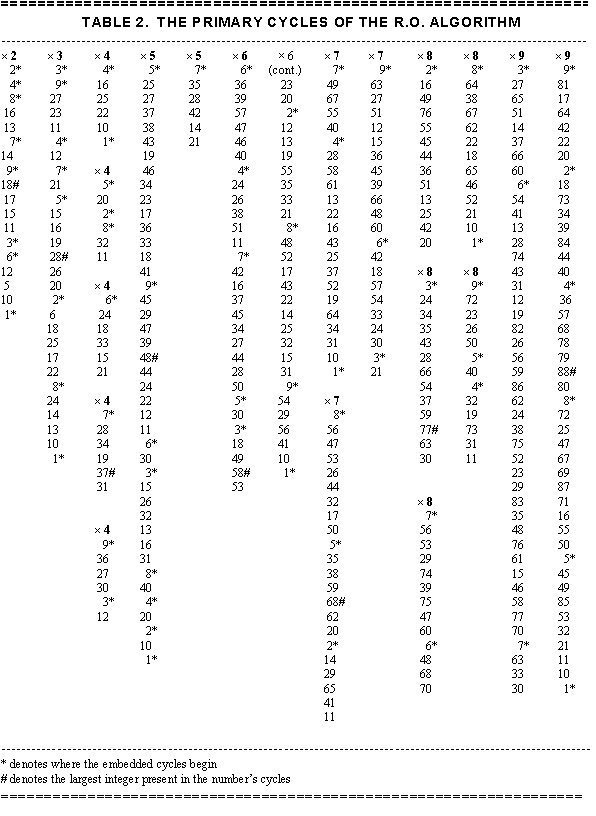 ================================================================
TABLE 2. THE PRIMARY CYCLES OF THE R.O. ALGORITHM
----------------------------------------------------------------
×2 ×3 ×4 ×5 ×5 ×6 ×6 ×7 ×7 ×8 ×8 ×9 ×9
2* 3* 4* 5* 7* 6* (cont.) 7* 9* 2* 8* 3* 9*
4* 9* 16 25 35 36 23 49 63 16 64 27 81
8* 27 25 27 28 39 20 67 27 49 38 65 17
16 23 22 37 42 57 2* 55 51 76 67 51 64
13 11 10 38 14 46 12 40 12 55 62 14 42
7* 4* 1* 43 21 13 13 4* 15 45 22 37 22
14 12 19 40 19 28 36 44 18 66 20
9* 7* ×4 46 4* 55 58 45 36 65 60 2*
18# 21 5* 34 24 35 61 39 51 46 6* 18
17 5* 20 23 26 33 13 66 13 52 54 73
15 15 2* 17 38 21 22 48 25 21 41 34
11 16 8* 36 51 8* 16 60 42 10 13 39
3* 19 32 33 11 48 43 6* 20 1* 28 84
6* 28# 11 18 7* 52 25 42 74 44
12 26 41 42 17 37 18 ×8 ×8 43 40
5 20 ×4 9* 16 43 52 57 3* 9* 31 4*
10 2* 6* 45 37 22 19 54 24 72 12 36
1* 6 24 29 45 14 64 33 34 23 19 57
18 18 47 34 25 34 24 35 26 82 68
25 33 39 27 32 31 30 43 50 26 78
17 15 48# 44 15 10 3* 28 5* 56 79
22 21 44 28 31 1* 21 66 40 59 88#
8* 24 50 9* 54 4* 86 80
24 ×4 22 5* 54 ×7 37 32 62 8*
14 7* 12 30 29 8* 59 19 24 72
13 28 11 3* 56 56 77# 73 38 25
10 34 6* 18 41 47 63 31 75 47
1* 19 30 49 10 53 30 11 52 67
37# 3* 58# 1* 26 23 69
31 15 53 44 29 87
26 32 ×8 83 71
32 17 7* 35 16
×4 13 50 56 48 55
9* 16 5* 53 76 50
36 31 35 29 61 5*
27 8* 38 74 15 45
30 40 59 39 46 49
3* 4* 68# 75 58 85
12 20 62 47 77 53
2* 20 60 70 32
10 2* 6* 7* 21
1* 14 48 63 11
29 68 33 10
65 70 30 1*
41
11
----------------------------------------------------------------
* denotes where the embedded cycles begin
# denotes the largest integer present in the number's cycles
================================================================